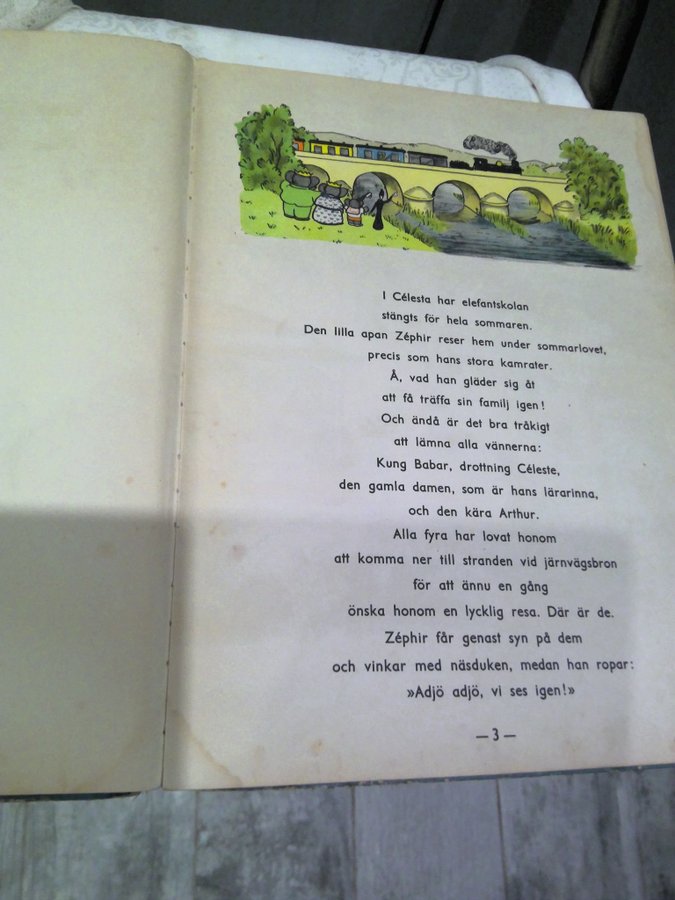 I Célesta har elefantskolan
stängts för hela sommaren.
Den lilla apan Zéphir reser hem under sommarlovet,
precis som hans stora kamrater.
Å, vad han gläder sig åt
att få träffa sin familj igen!
Och ändå är det bra tråkigt
att lämna alla vännerna:
Kung Babar, drottning Céleste,
den gamla damen, som är hans lärarinna,
och den kära Arthur.
Alla fyra har lovat honom
att komma ner till stranden vid järnvägsbron
för att ännu en gång
önska honom en lycklig resa. Där är de.
Zéphir får genast syn på dem
och vinkar med näsduken, medan han ropar:
»Adjö adjö, vi ses igen!»
— 3 —